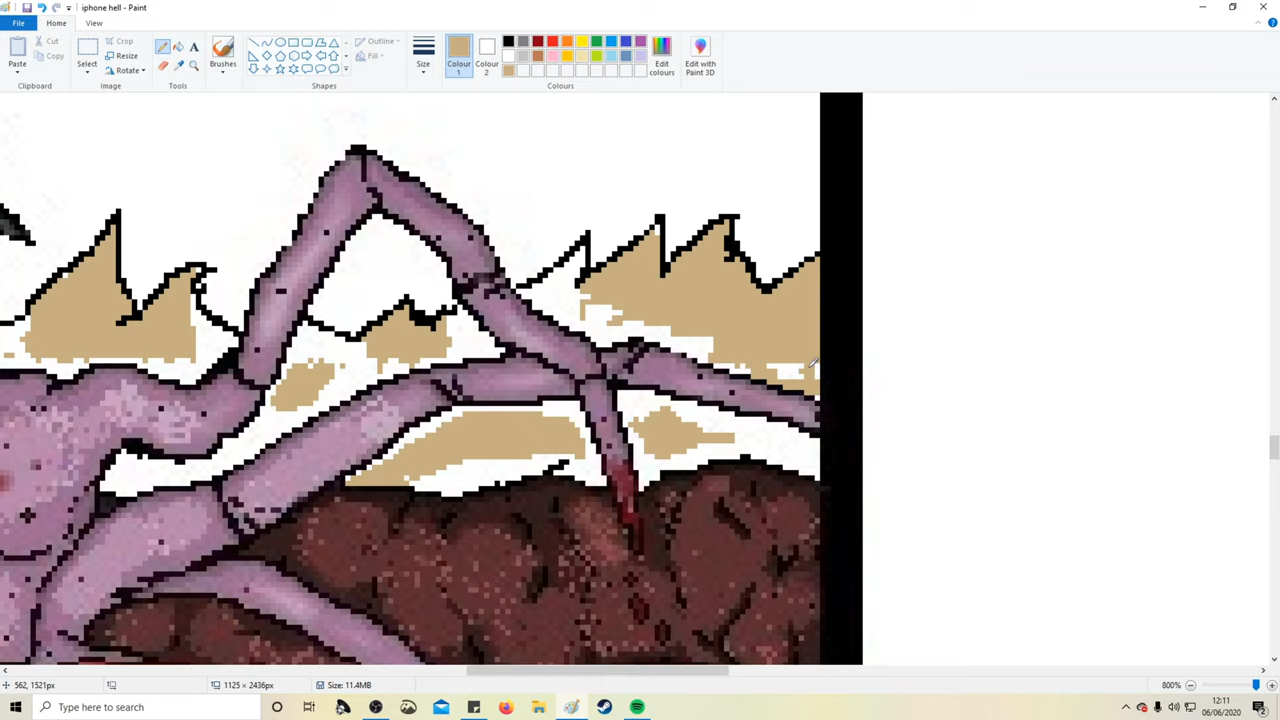 iphone hell - Paint
File
Home
View
Paste
Cut
Copy
Clipboard
Select
Crop
Resize
Rotate
Image
A
Tools
Brushes
Shapes
Outline
Fill
Size
Colour 1
Colour 2
Edit colours
Edit with Paint 3D
Colours
562, 1521px
1125 × 2436px
Size: 11.4MB
800%
Type here to search
12:11
06/06/2020
2